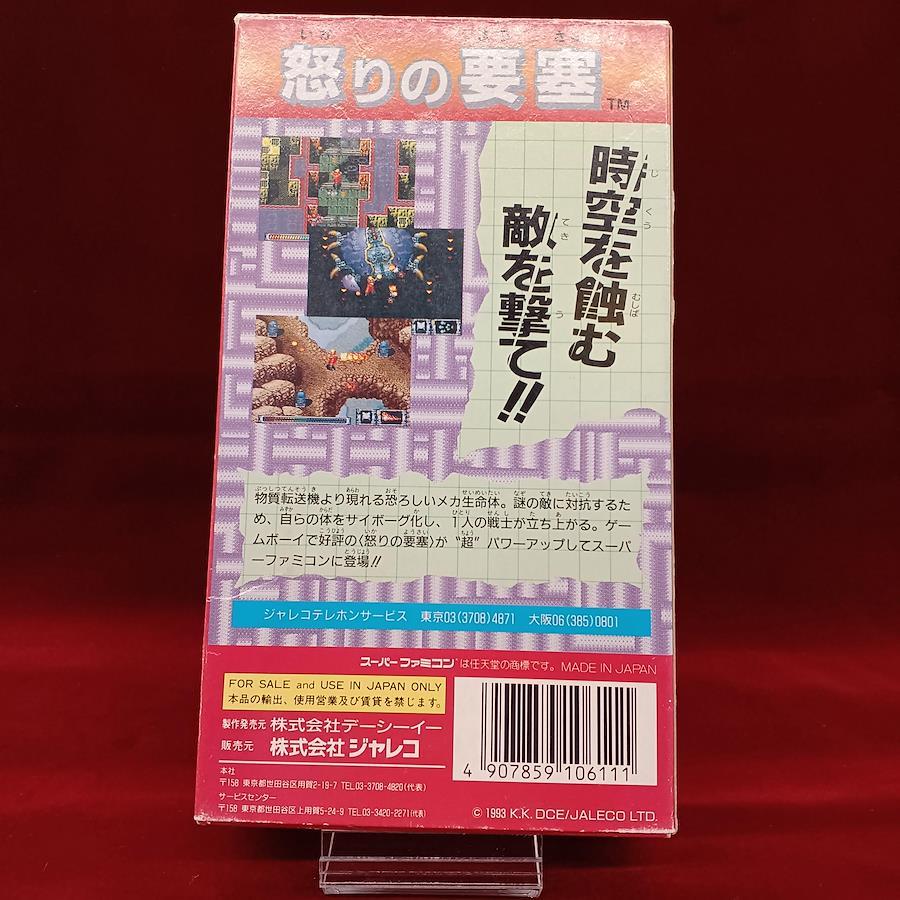 怒りの要塞™
時空を蝕む
敵を撃て!!
物質転送機より現れる恐ろしいメカ生命体。謎の敵に対抗するた
め、自らの体をサイボーグ化し、1人の戦士が立ち上がる。ゲー
ムボーイで好評の〈怒りの要塞〉が“超”パワーアップしてスーパ
ーファミコンに登場!!
ジャレコテレホンサービス 東京03(3708)4871 大阪06(385)0801
スーパーファミコン™は任天堂の商標です。 MADE IN JAPAN
FOR SALE and USE IN JAPAN ONLY
本品の輸出、使用営業及び賃貸を禁じます。
製作発売元 株式会社デーシーイー
販売元 株式会社ジャレコ
本社
〒158 東京都世田谷区用賀2-19-7 TEL.03-3708-4820(代表)
サービスセンター
〒158 東京都世田谷区上用賀5-24-9 TEL.03-3420-2271(代表)
4 907859 106111
© 1993 K.K. DCE/JALECO LTD.